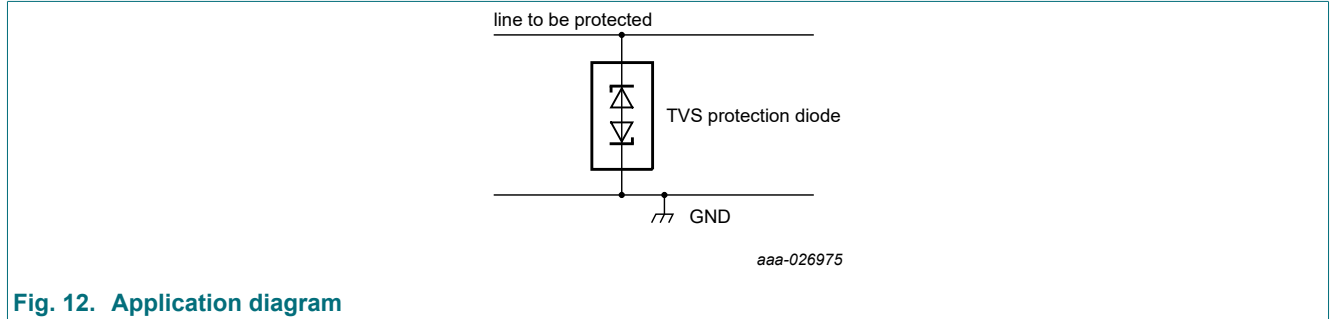 line to be protected
TVS protection diode
GND
aaa-026975
Fig. 12. Application diagram